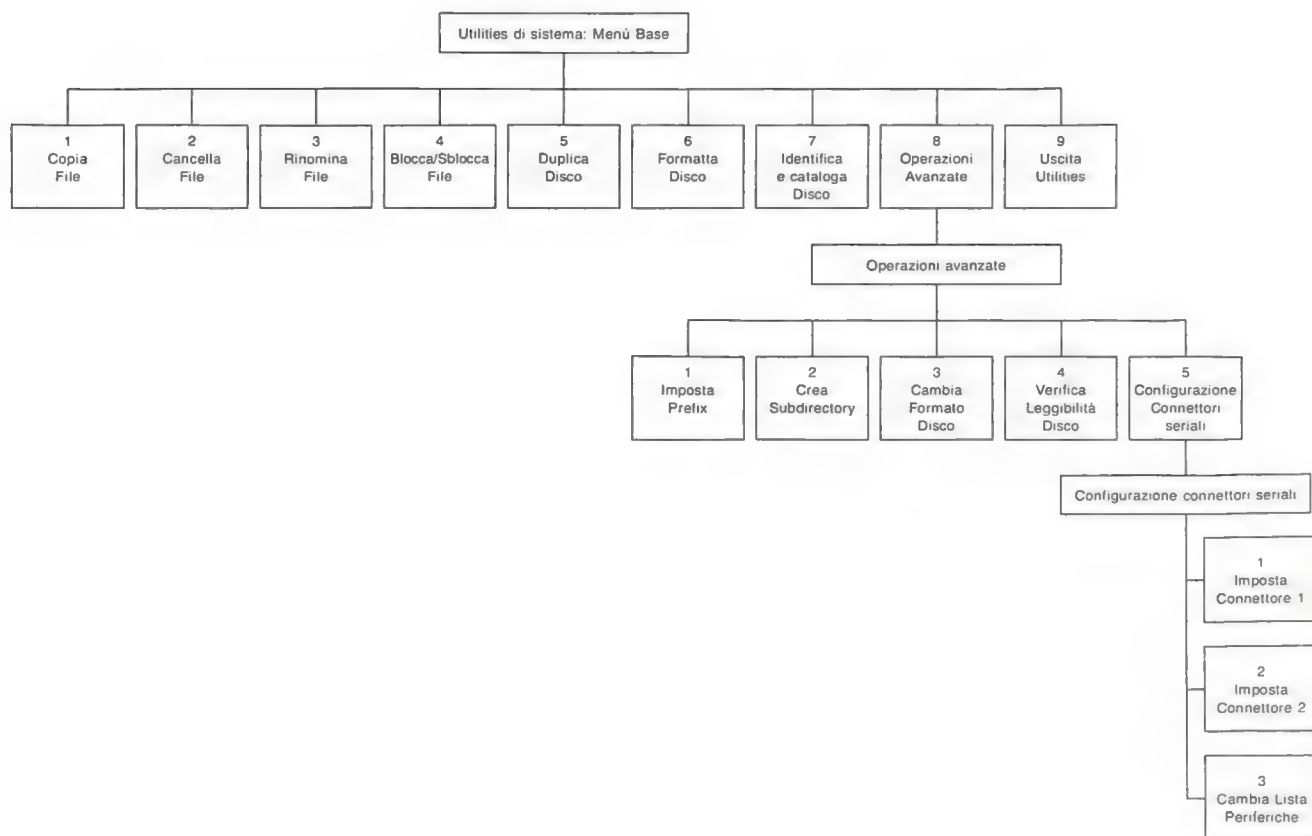 Utilities di sistema: Menú Base
1
Copia
File
2
Cancella
File
3
Rinomina
File
4
Blocca/Sblocca
File
5
Duplica
Disco
6
Formatta
Disco
7
Identifica
e cataloga
Disco
8
Operazioni
Avanzate
9
Uscita
Utilities
Operazioni avanzate
1
Imposta
Prefix
2
Crea
Subdirectory
3
Cambia
Formato
Disco
4
Verifica
Leggibilità
Disco
5
Configurazione
Connettori
seriali
Configurazione connettori seriali
1
Imposta
Connettore 1
2
Imposta
Connettore 2
3
Cambia Lista
Periferiche